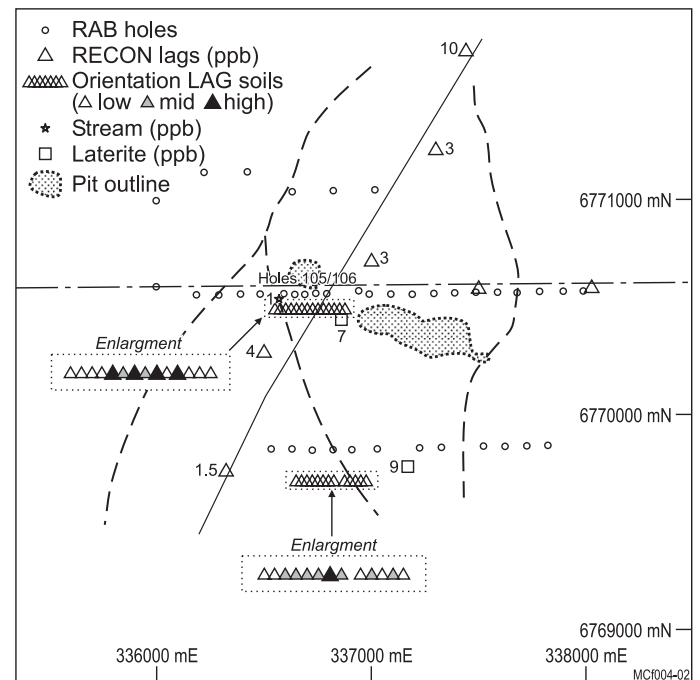 RAB holes
RECON lags (ppb)
Orientation LAG soils
( low mid high)
Stream (ppb)
Laterite (ppb)
Pit outline
10
3
6771000 mN
3
Holes 105/106
1
7
Enlargment
4
6770000 mN
1.5
9
Enlargment
6769000 mN
336000 mE
337000 mE
338000 mE
MCf004-02